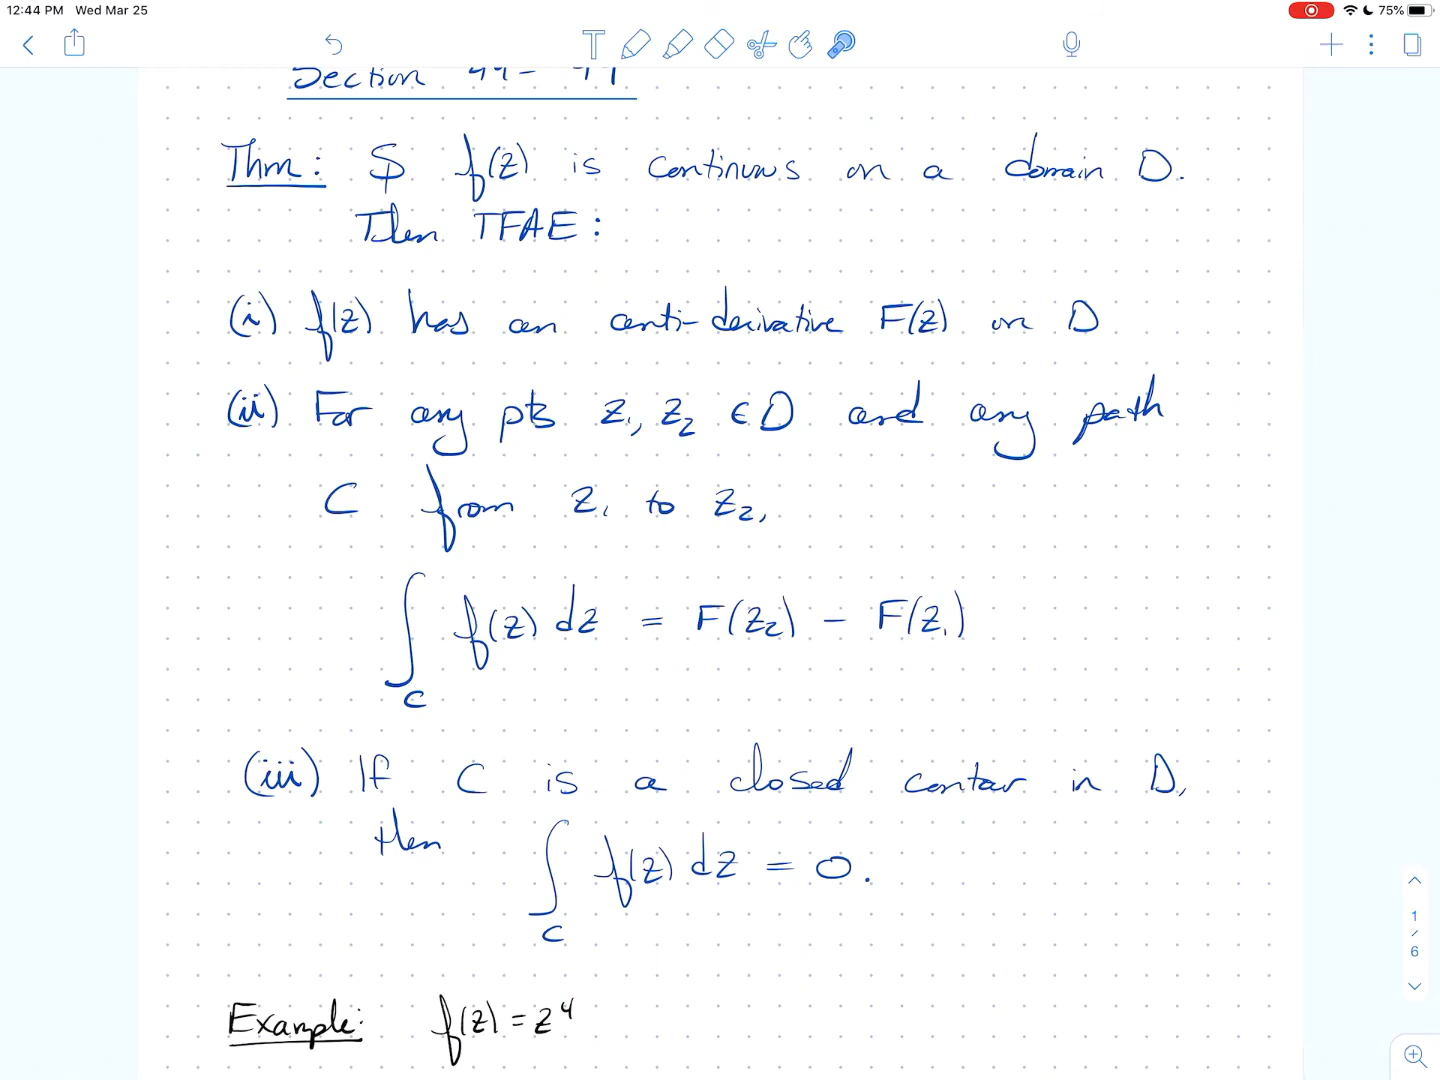 12:44 PM Wed Mar 25
75%
Section
Thm: $ f(z) is continuous on a domain D.
Then TFAE:
(i) f(z) has an anti-derivative F(z) on D
(ii) For any pts z₁, z₂ ∈ D and any path
C from z₁ to z₂,
∫_C f(z) dz = F(z₂) - F(z₁)
(iii) If C is a closed contour in D,
then ∫_C f(z) dz = 0.
1
/
6
Example: f(z) = z⁴